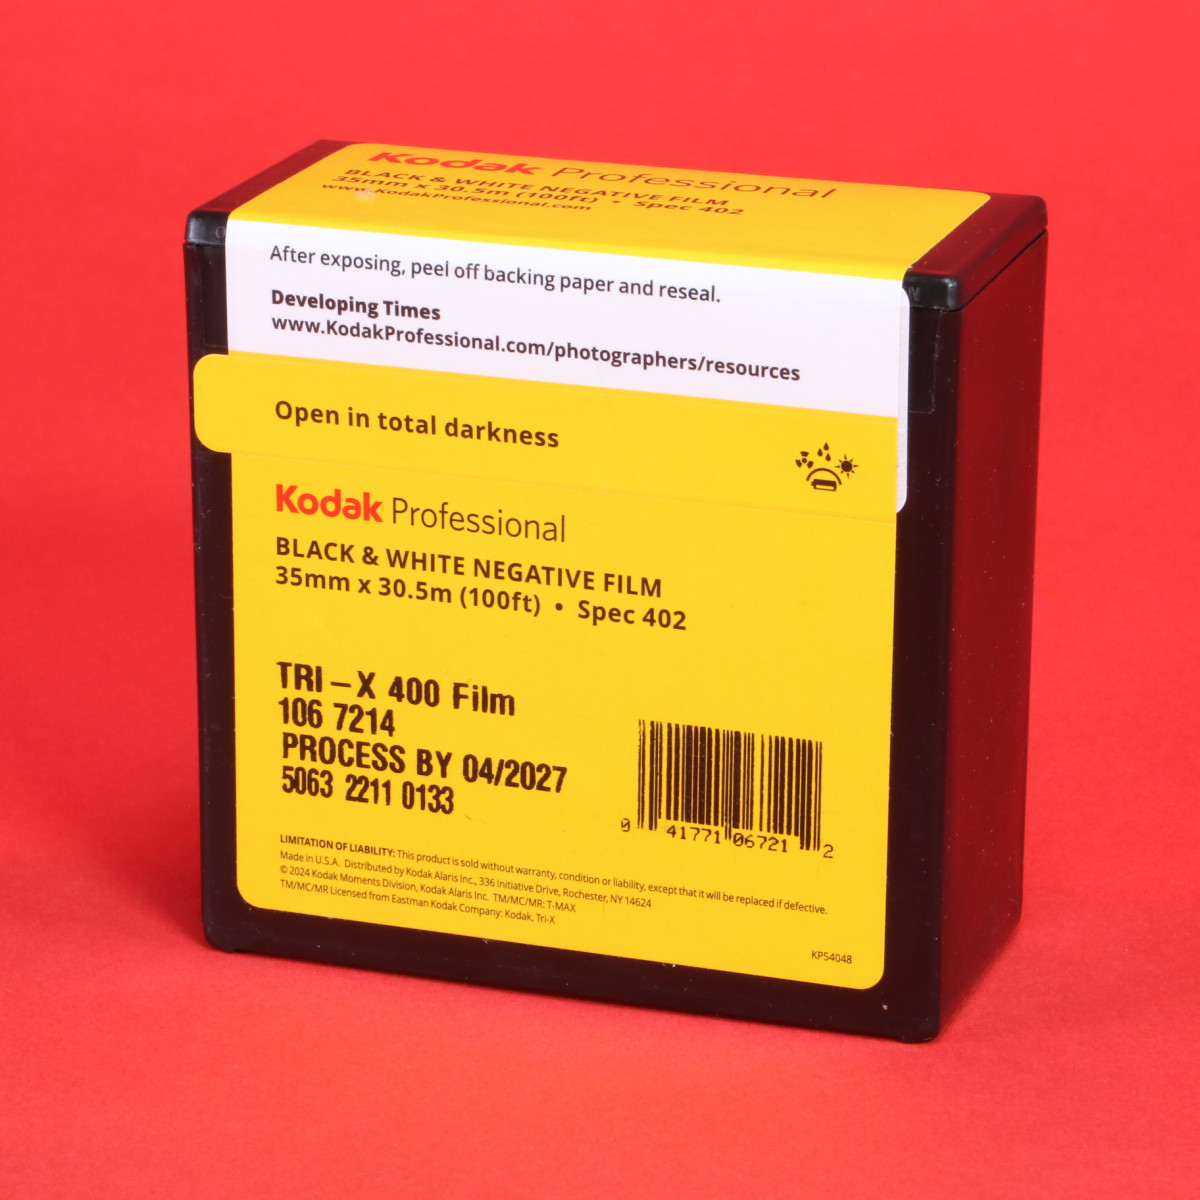 Kodak Professional
BLACK & WHITE NEGATIVE FILM
35mm x 30.5m (100ft) • Spec 402
www.KodakProfessional.com
After exposing, peel off backing paper and reseal.
Developing Times
www.KodakProfessional.com/photographers/resources
Open in total darkness
Kodak Professional
BLACK & WHITE NEGATIVE FILM
35mm x 30.5m (100ft) • Spec 402
TRI-X 400 Film
106 7214
PROCESS BY 04/2027
5063 2211 0133
0 41771 06721 2
LIMITATION OF LIABILITY: This product is sold without warranty, condition or liability, except that it will be replaced if defective.
Made in U.S.A. Distributed by Kodak Alaris Inc., 336 Initiative Drive, Rochester, NY 14624
© 2024 Kodak Moments Division, Kodak Alaris Inc. TM/MC/MR: T-MAX
TM/MC/MR Licensed from Eastman Kodak Company: Kodak, Tri-X
KP54048